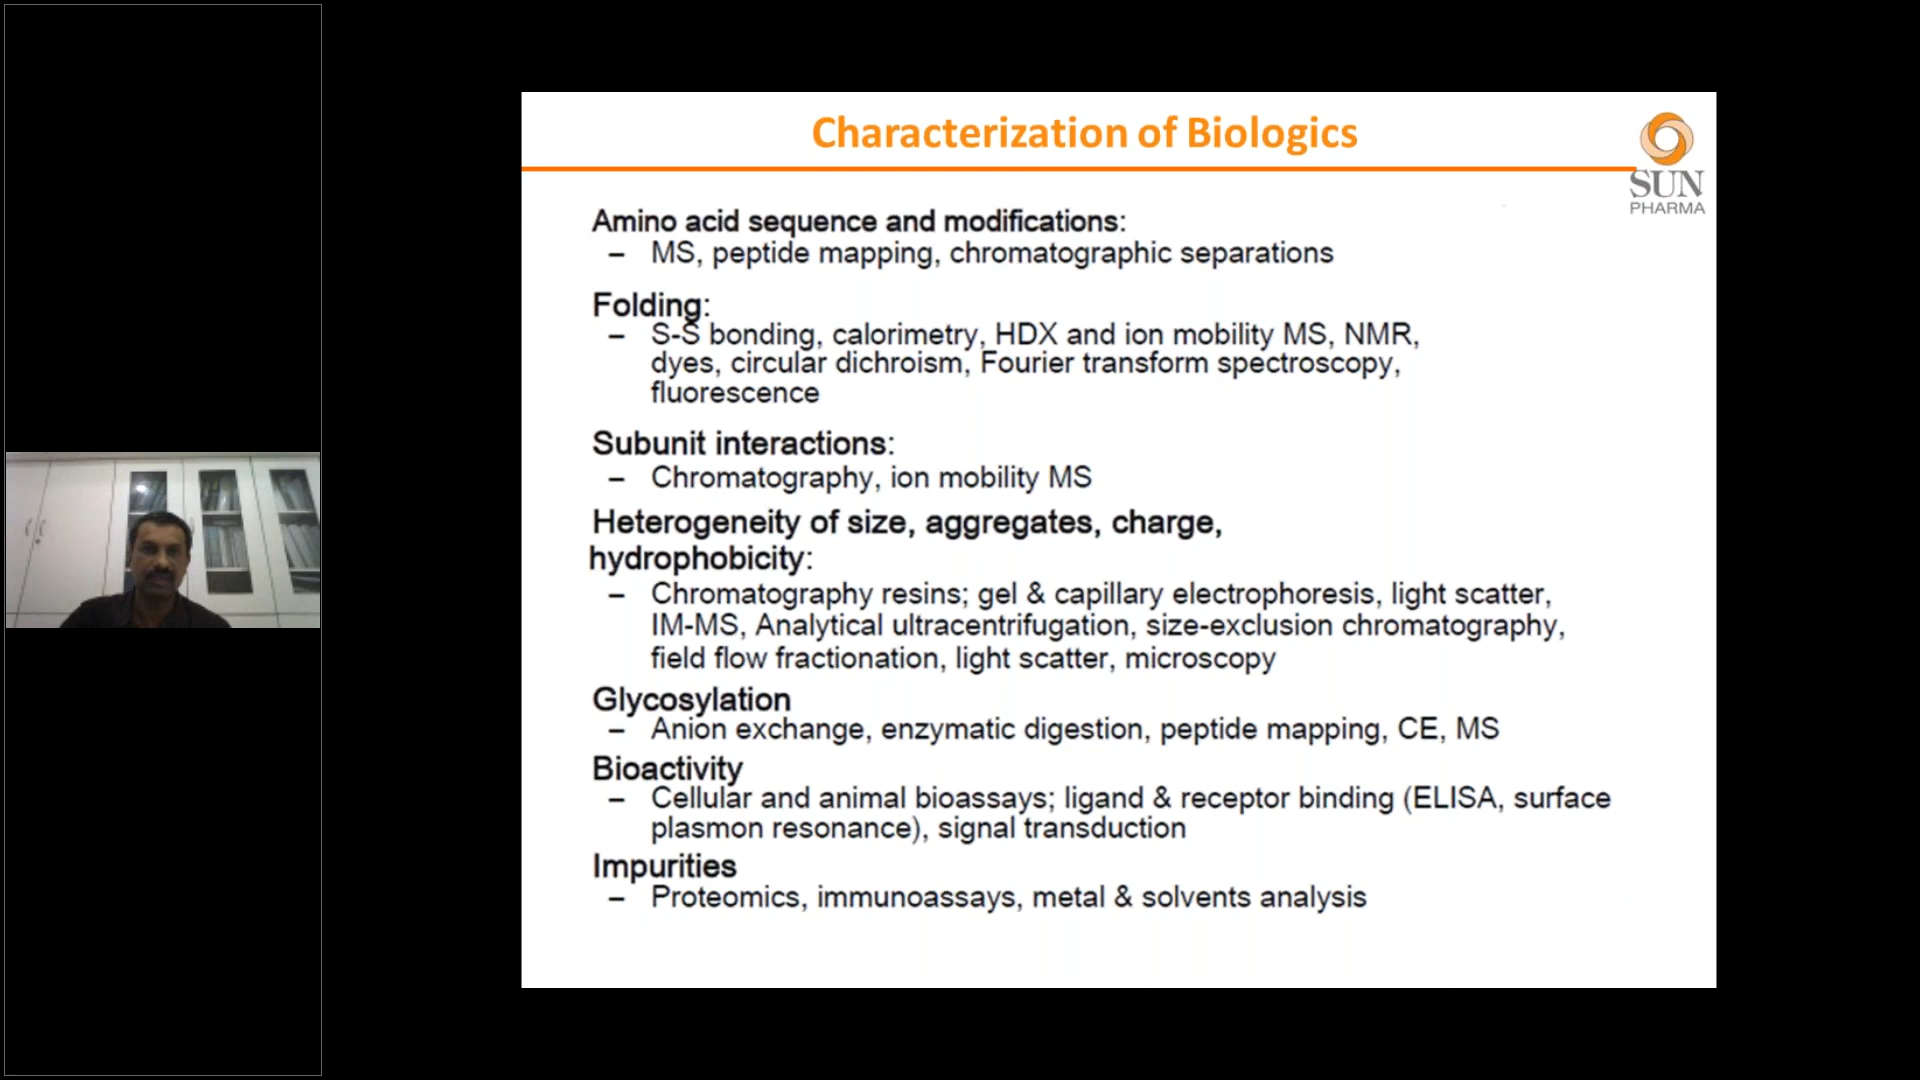 Characterization of Biologics
SUN
PHARMA
Amino acid sequence and modifications:
– MS, peptide mapping, chromatographic separations
Folding:
– S-S bonding, calorimetry, HDX and ion mobility MS, NMR,
dyes, circular dichroism, Fourier transform spectroscopy,
fluorescence
Subunit interactions:
– Chromatography, ion mobility MS
Heterogeneity of size, aggregates, charge,
hydrophobicity:
– Chromatography resins; gel & capillary electrophoresis, light scatter,
IM-MS, Analytical ultracentrifugation, size-exclusion chromatography,
field flow fractionation, light scatter, microscopy
Glycosylation
– Anion exchange, enzymatic digestion, peptide mapping, CE, MS
Bioactivity
– Cellular and animal bioassays; ligand & receptor binding (ELISA, surface
plasmon resonance), signal transduction
Impurities
– Proteomics, immunoassays, metal & solvents analysis